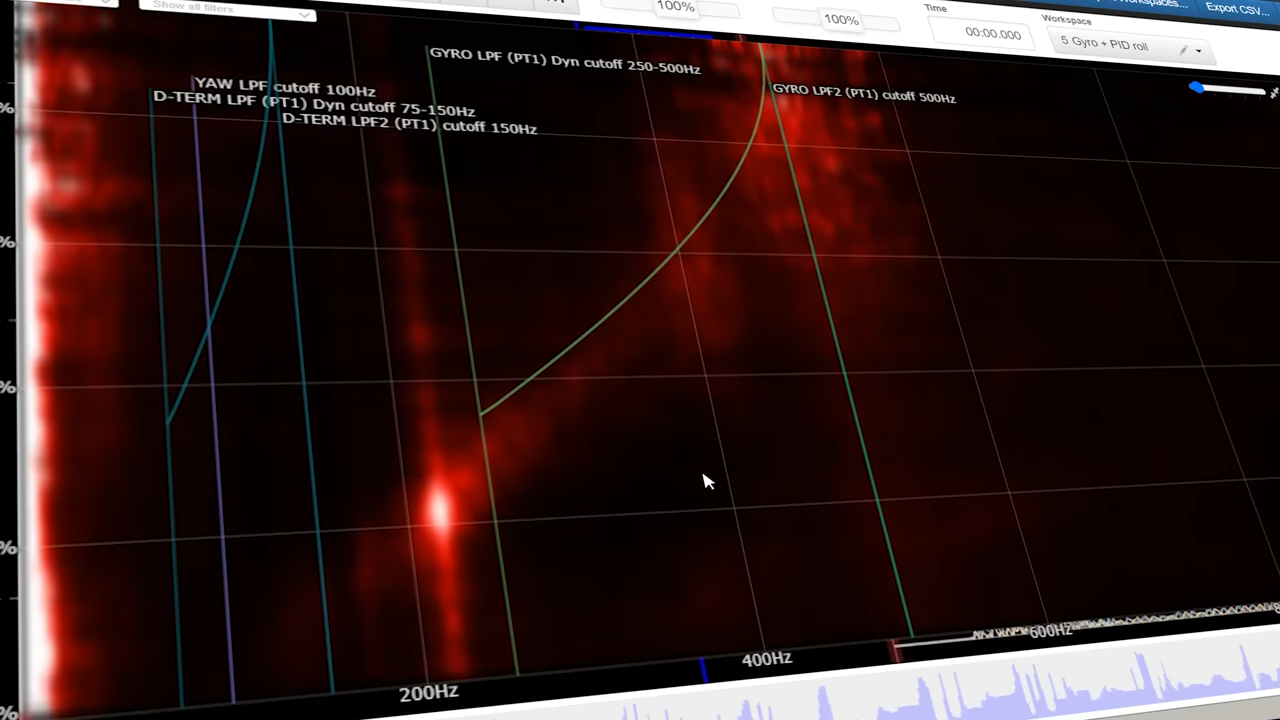 Workspaces...
Export CSV...
Show all filters
100%
100%
Time
00:00.000
Workspace
5 Gyro + PID roll
GYRO LPF (PT1) Dyn cutoff 250-500Hz
GYRO LPF2 (PT1) cutoff 500Hz
YAW LPF cutoff 100Hz
D-TERM LPF (PT1) Dyn cutoff 75-150Hz
D-TERM LPF2 (PT1) cutoff 150Hz
%
%
%
%
%
200Hz
400Hz
600Hz